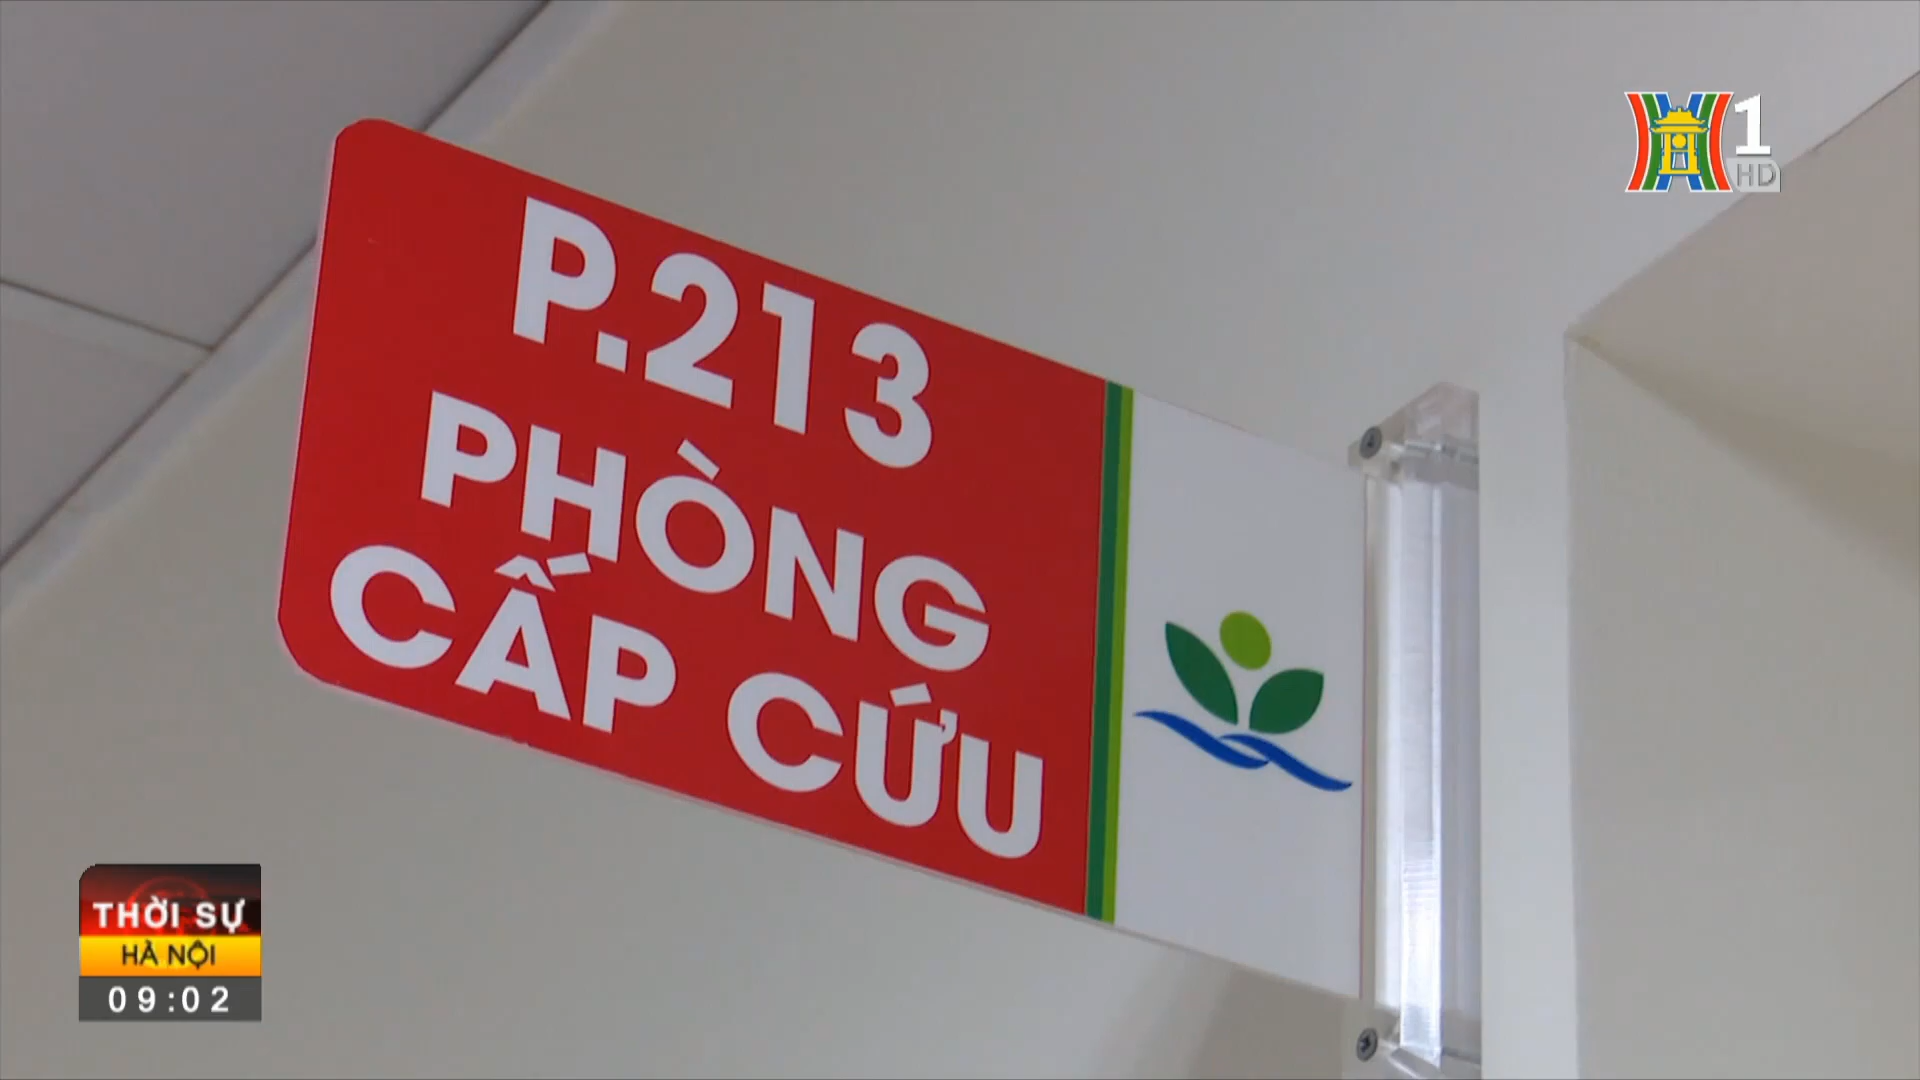 1
HD
P.213
PHÒNG
CẤP CỨU
THỜI SỰ
HÀ NỘI
09:02